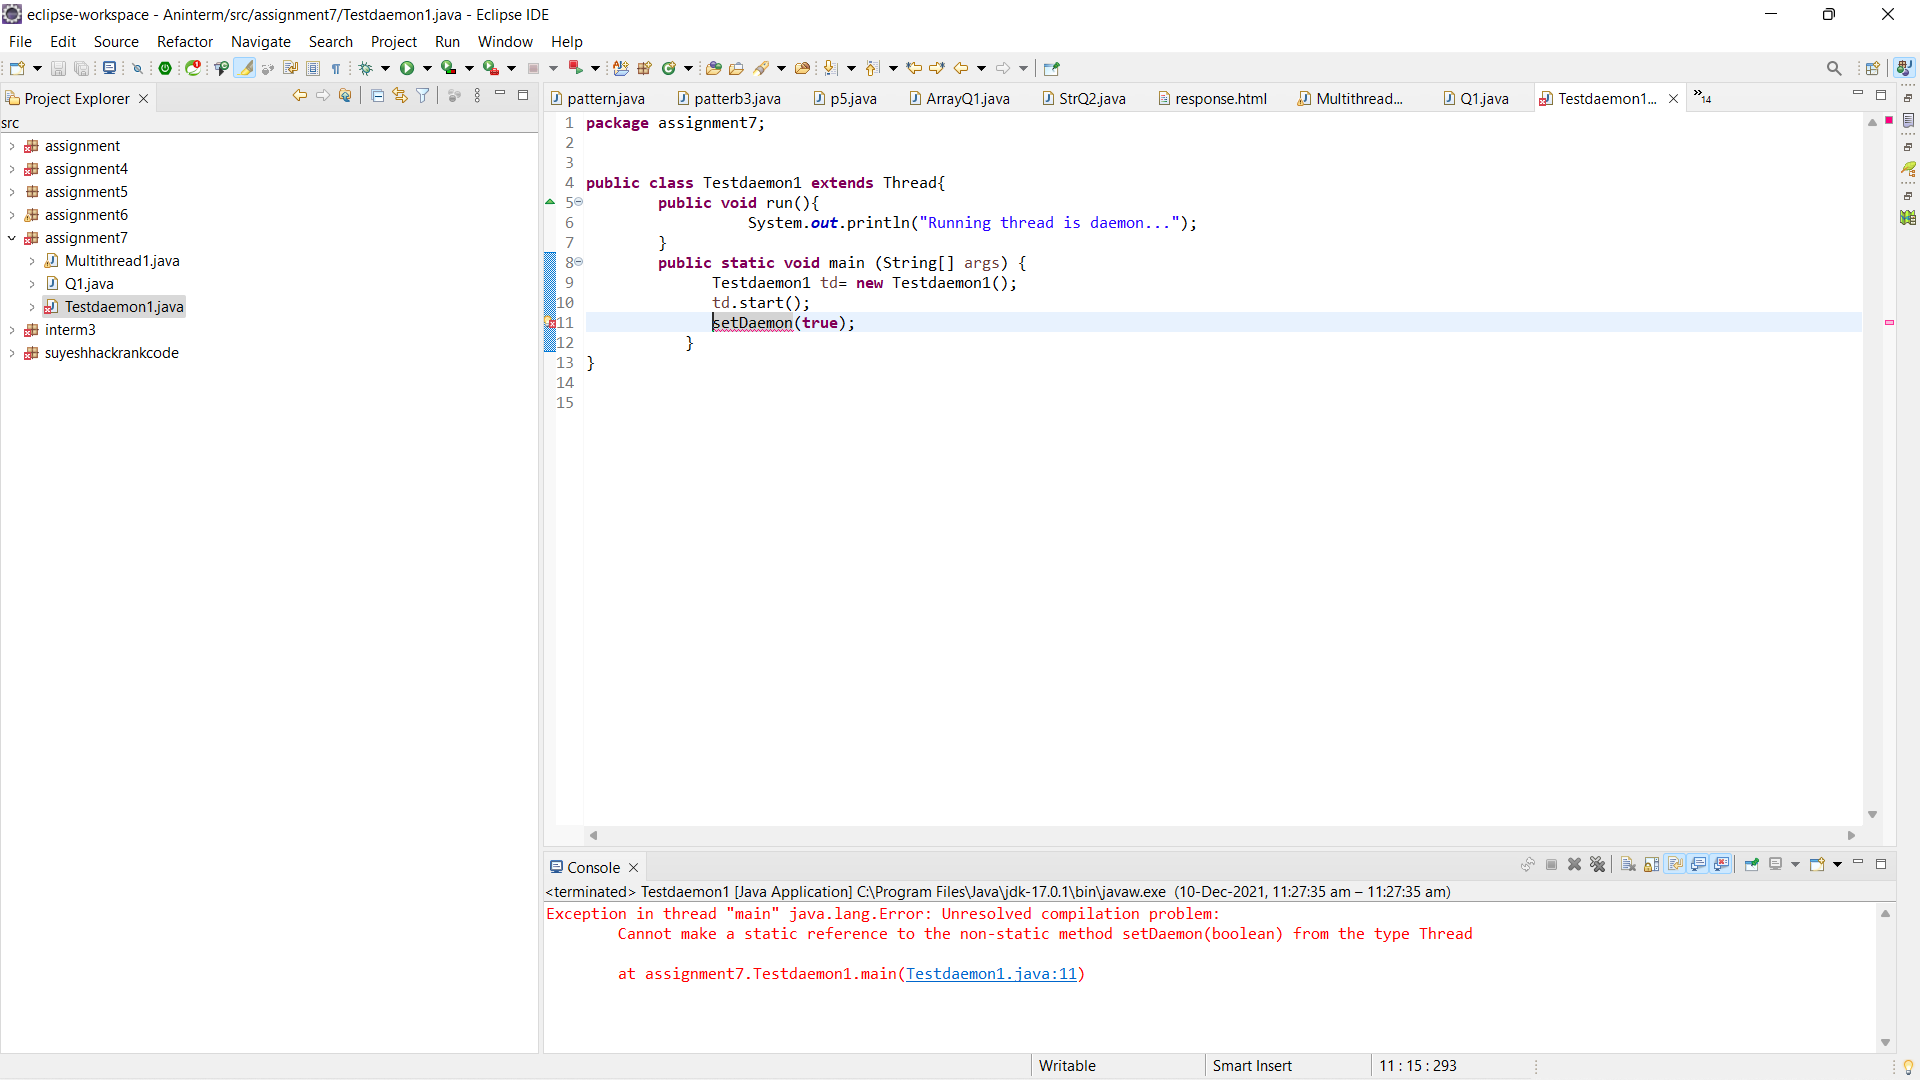 eclipse-workspace - Aninterm/src/assignment7/Testdaemon1.java - Eclipse IDE
File Edit Source Refactor Navigate Search Project Run Window Help
Project Explorer
src
assignment
assignment4
assignment5
assignment6
assignment7
Multithread1.java
Q1.java
Testdaemon1.java
interm3
suyeshhackrankcode
pattern.java patterb3.java p5.java ArrayQ1.java StrQ2.java response.html Multithread... Q1.java Testdaemon1... »14
1 package assignment7;
2
3
4 public class Testdaemon1 extends Thread{
5 public void run(){
6 System.out.println("Running thread is daemon...");
7 }
8 public static void main (String[] args) {
9 Testdaemon1 td= new Testdaemon1();
10 td.start();
11 setDaemon(true);
12 }
13 }
14
15
Console
<terminated> Testdaemon1 [Java Application] C:\Program Files\Java\jdk-17.0.1\bin\javaw.exe (10-Dec-2021, 11:27:35 am – 11:27:35 am)
Exception in thread "main" java.lang.Error: Unresolved compilation problem:
Cannot make a static reference to the non-static method setDaemon(boolean) from the type Thread
at assignment7.Testdaemon1.main(Testdaemon1.java:11)
Writable Smart Insert 11 : 15 : 293